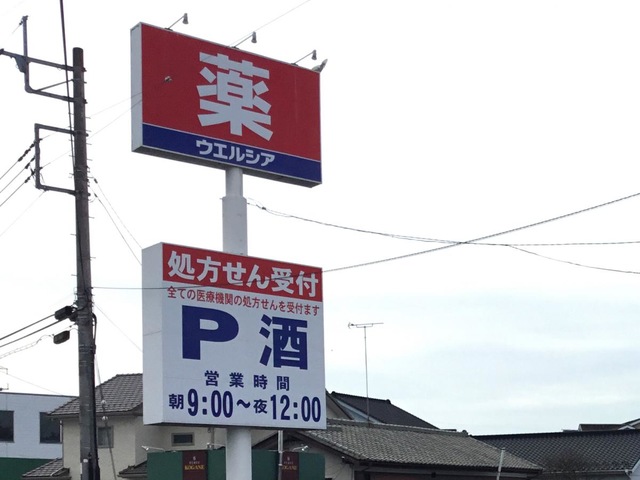 薬
ウエルシア
処方せん受付
全ての医療機関の処方せんを受付ます
P 酒
営業時間
朝9:00～夜12:00
KOGANE
KOGANE